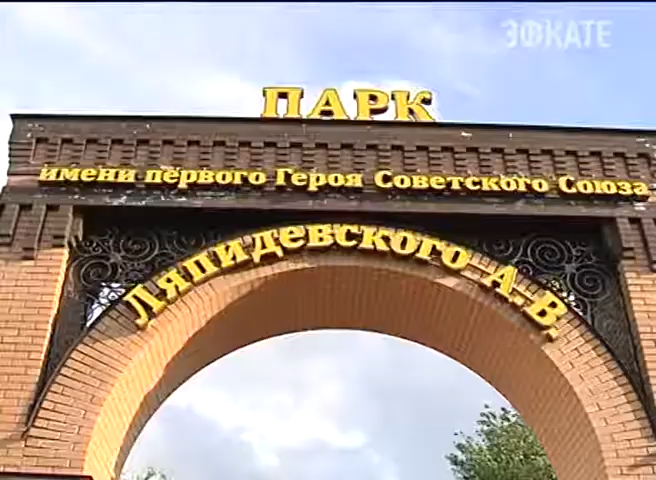 ЭФКАТЕ
ПАРК
имени первого Героя Советского Союза
Ляпидевского А.В.